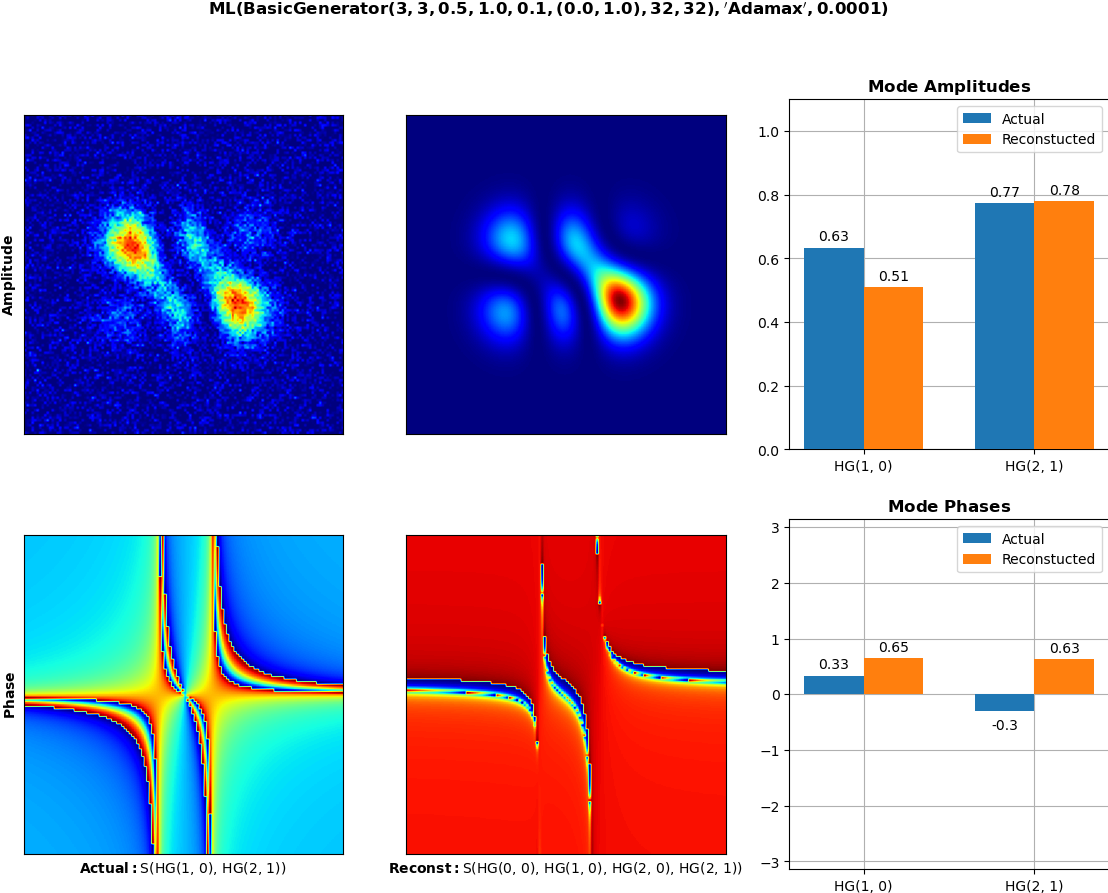 ML(BasicGenerator(3, 3, 0.5, 1.0, 0.1, (0.0, 1.0), 32, 32), ′Adamax′, 0.0001)
Amplitude
Mode Amplitudes
Actual
Reconstucted
1.0
0.8
0.6
0.4
0.2
0.0
0.63
0.51
0.77
0.78
HG(1, 0)
HG(2, 1)
Phase
Actual: S(HG(1, 0), HG(2, 1))
Reconst: S(HG(0, 0), HG(1, 0), HG(2, 0), HG(2, 1))
Mode Phases
Actual
Reconstucted
3
2
1
0
−1
−2
−3
0.33
0.65
-0.3
0.63
HG(1, 0)
HG(2, 1)